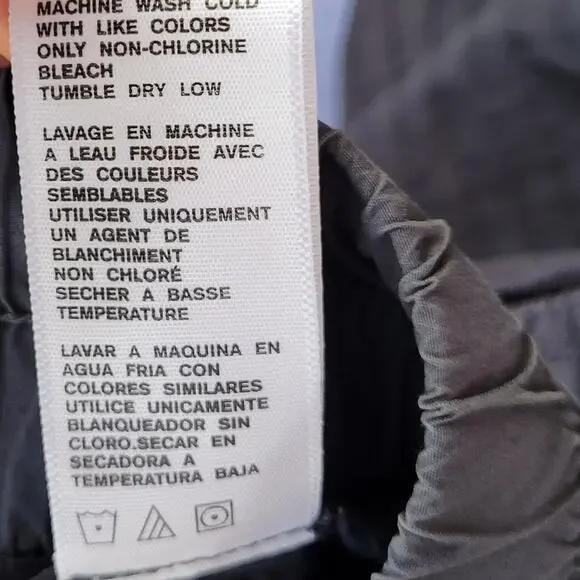 MACHINE WASH COLD
WITH LIKE COLORS
ONLY NON-CHLORINE
BLEACH
TUMBLE DRY LOW
LAVAGE EN MACHINE
A LEAU FROIDE AVEC
DES COULEURS
SEMBLABLES
UTILISER UNIQUEMENT
UN AGENT DE
BLANCHIMENT
NON CHLORÉ
SECHER A BASSE
TEMPERATURE
LAVAR A MAQUINA EN
AGUA FRIA CON
COLORES SIMILARES
UTILICE UNICAMENTE
BLANQUEADOR SIN
CLORO.SECAR EN
SECADORA A
TEMPERATURA BAJA